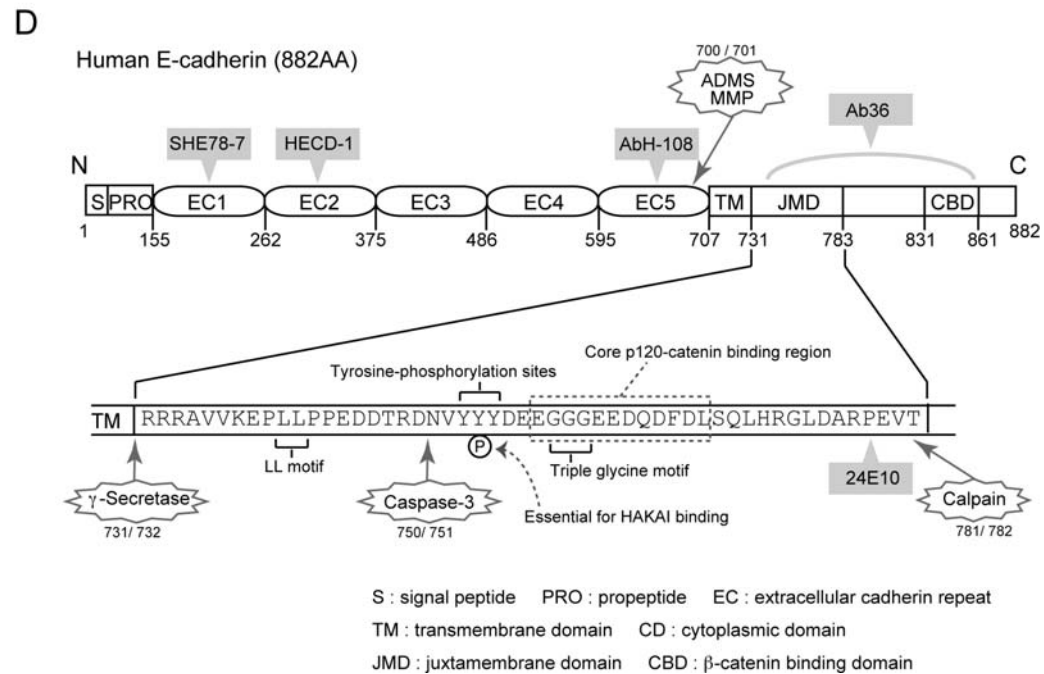 D
Human E-cadherin (882AA)
700 / 701
ADMS
MMP
Ab36
SHE78-7
HECD-1
AbH-108
N
C
S
PRO
EC1
EC2
EC3
EC4
EC5
TM
JMD
CBD
1
155
262
375
486
595
707
731
783
831
861
882
Core p120-catenin binding region
Tyrosine-phosphorylation sites
TM
RRRAVVKEPLLPPEDDTRDNVYYYDEEGGGEEDQDFDLSQLHRGLDARPEVT
P
LL motif
Triple glycine motif
γ-Secretase
731/ 732
Caspase-3
750/ 751
Essential for HAKAI binding
24E10
Calpain
781/ 782
S : signal peptide PRO : propeptide EC : extracellular cadherin repeat
TM : transmembrane domain CD : cytoplasmic domain
JMD : juxtamembrane domain CBD : β-catenin binding domain